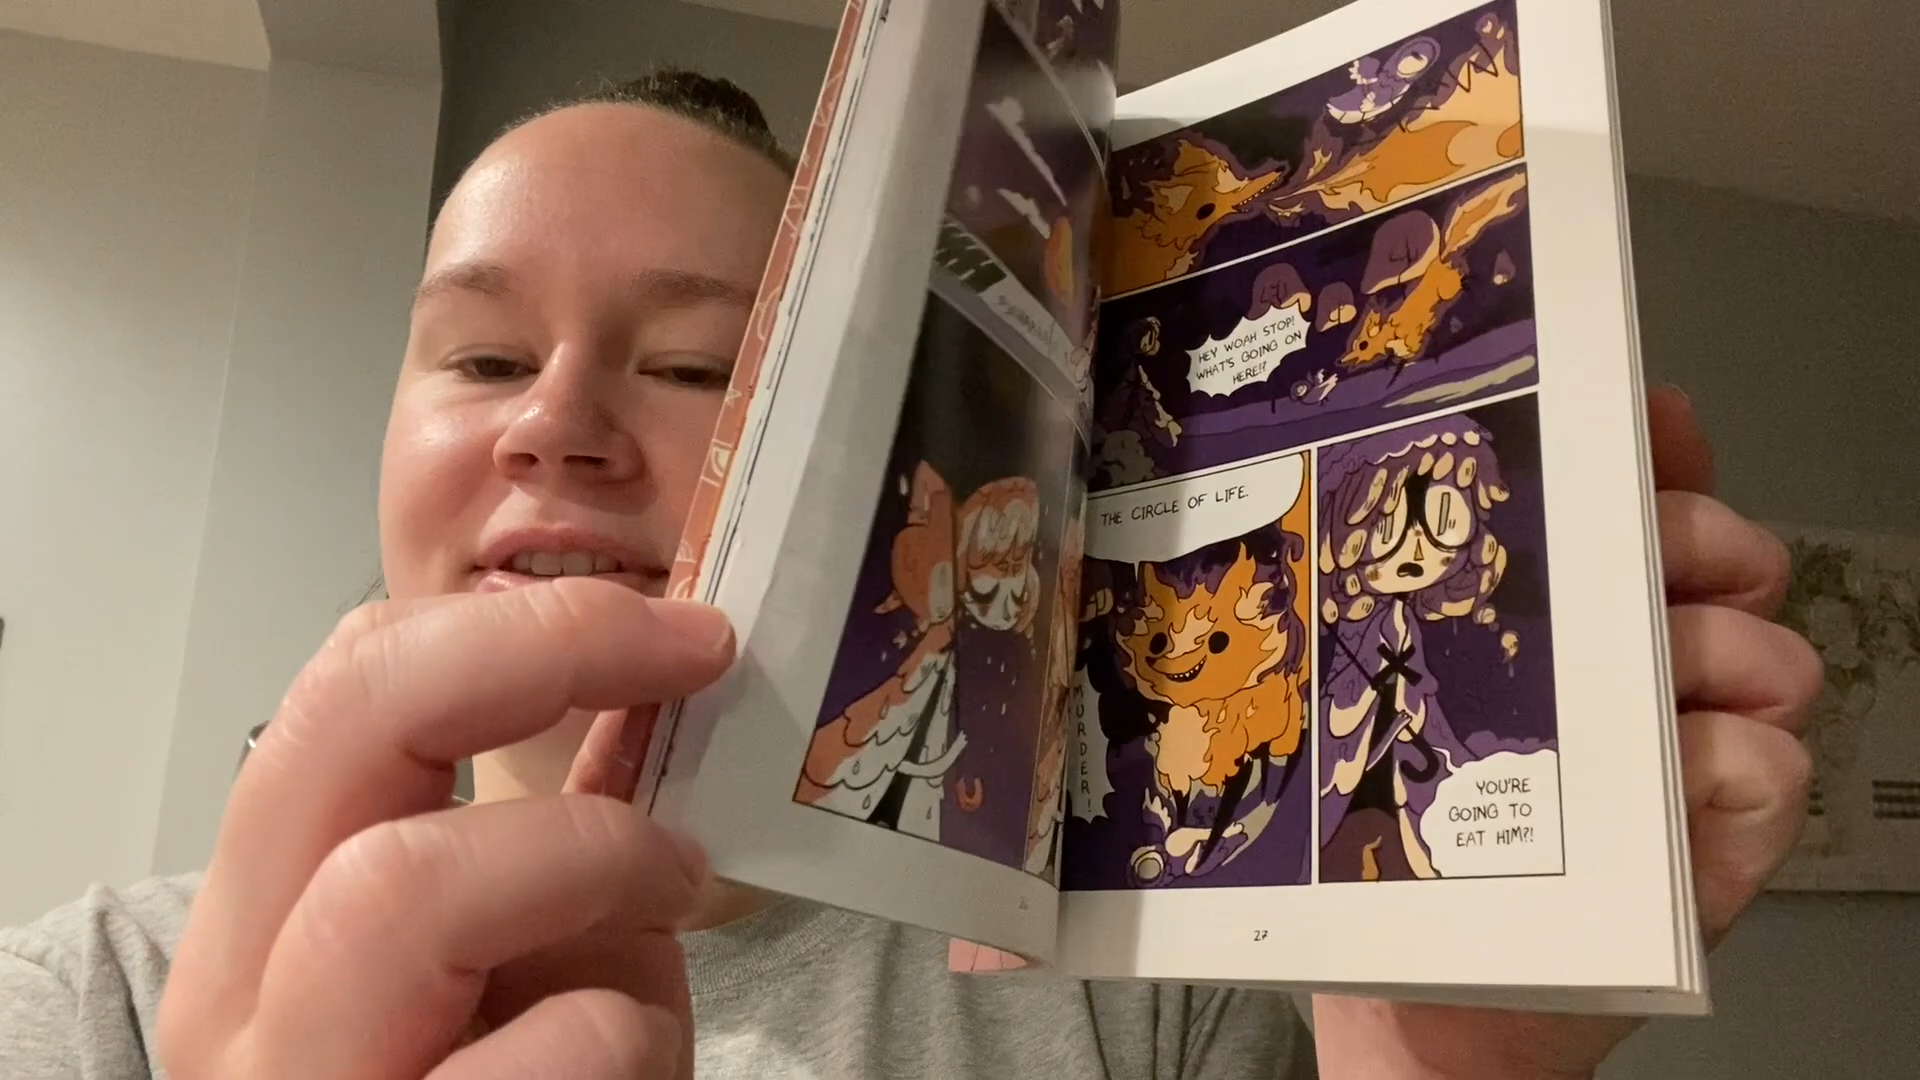 HEY WOAH STOP!
WHAT'S GOING ON
HERE!?
THE CIRCLE OF LIFE.
MURDER!
YOU'RE
GOING TO
EAT HIM?!
27